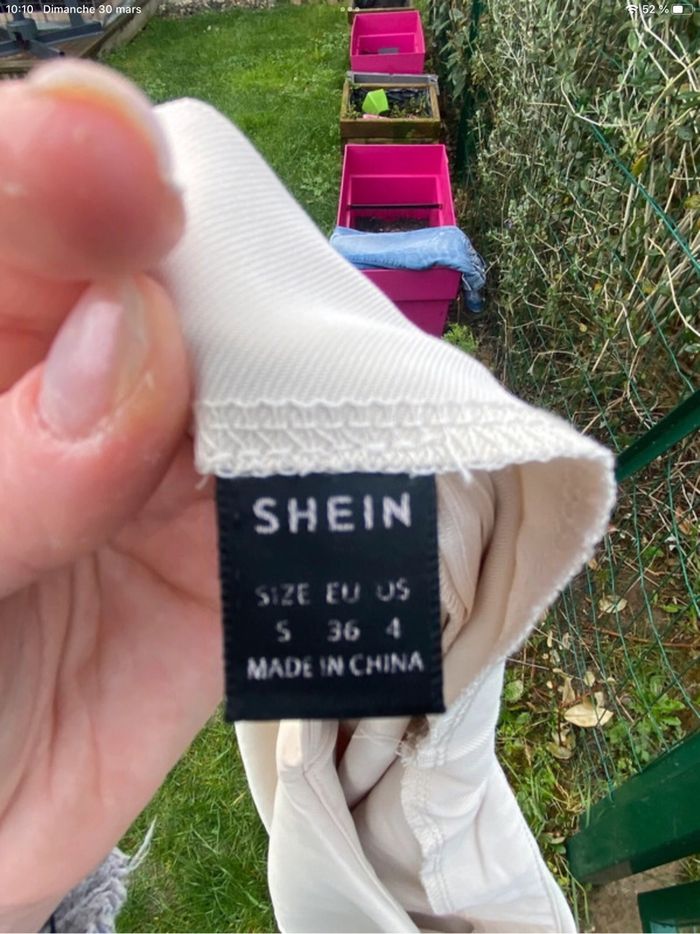 10:10 Dimanche 30 mars 52 %
SHEIN
SIZE EU US
S 36 4
MADE IN CHINA